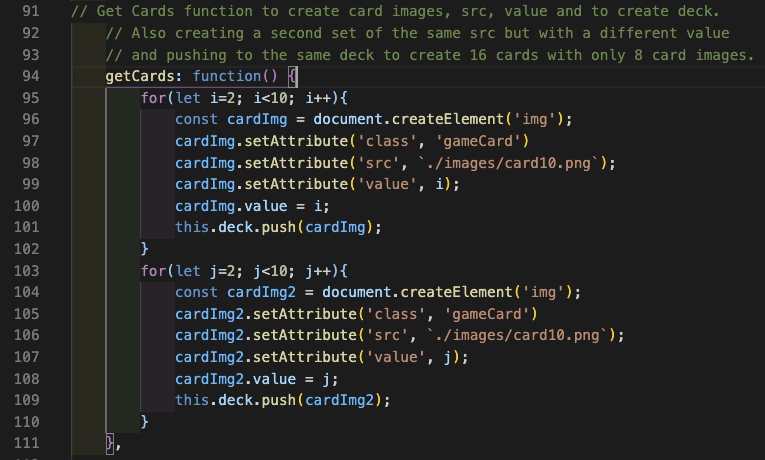 91 // Get Cards function to create card images, src, value and to create deck.
92     // Also creating a second set of the same src but with a different value
93     // and pushing to the same deck to create 16 cards with only 8 card images.
94     getCards: function() {
95         for(let i=2; i<10; i++){
96             const cardImg = document.createElement('img');
97             cardImg.setAttribute('class', 'gameCard')
98             cardImg.setAttribute('src', `./images/card10.png`);
99             cardImg.setAttribute('value', i);
100             cardImg.value = i;
101             this.deck.push(cardImg);
102         }
103         for(let j=2; j<10; j++){
104             const cardImg2 = document.createElement('img');
105             cardImg2.setAttribute('class', 'gameCard')
106             cardImg2.setAttribute('src', `./images/card10.png`);
107             cardImg2.setAttribute('value', j);
108             cardImg2.value = j;
109             this.deck.push(cardImg2);
110         }
111     },